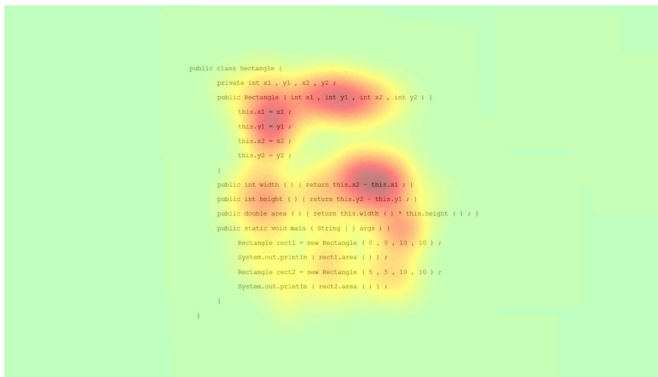 public class Rectangle {
private int x1 , y1 , x2 , y2 ;
public Rectangle ( int x1 , int y1 , int x2 , int y2 ) {
this.x1 = x1 ;
this.y1 = y1 ;
this.x2 = x2 ;
this.y2 = y2 ;
}
public int width ( ) { return this.x2 - this.x1 ; }
public int height ( ) { return this.y2 - this.y1 ; }
public double area ( ) { return this.width ( ) * this.height ( ) ; }
public static void main ( String [ ] args ) {
Rectangle rect1 = new Rectangle ( 0 , 0 , 10 , 10 ) ;
System.out.println ( rect1.area ( ) ) ;
Rectangle rect2 = new Rectangle ( 5 , 5 , 10 , 10 ) ;
System.out.println ( rect2.area ( ) ) ;
}
}